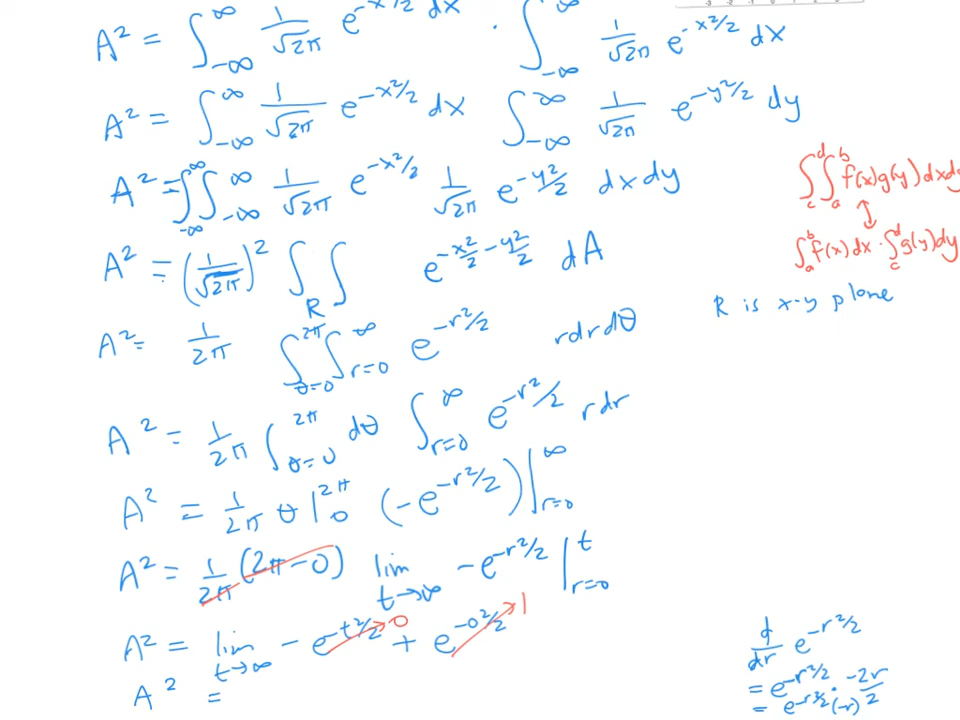 A² = ∫_{-∞}^{∞} 1/√2π e^{-x²/2} dx · ∫_{-∞}^{∞} 1/√2π e^{-x²/2} dx
A² = ∫_{-∞}^{∞} 1/√2π e^{-x²/2} dx ∫_{-∞}^{∞} 1/√2π e^{-y²/2} dy
A² = ∫_{-∞}^{∞} ∫_{-∞}^{∞} 1/√2π e^{-x²/2} 1/√2π e^{-y²/2} dx dy
∫_c^d ∫_a^b f(x)g(y) dxdy
↕
∫_a^b f(x) dx · ∫_c^d g(y) dy
A² = (1/√2π)² ∫∫_R e^{-x²/2 - y²/2} dA
R is x-y plane
A² = 1/2π ∫_{θ=0}^{2π} ∫_{r=0}^{∞} e^{-r²/2} rdrdθ
A² = 1/2π ∫_{θ=0}^{2π} dθ ∫_{r=0}^{∞} e^{-r²/2} rdr
A² = 1/2π θ|_0^{2π} (-e^{-r²/2})|_{r=0}^{∞}
A² = 1/2π (2π-0) lim_{t→∞} -e^{-r²/2}|_{r=0}^{t}
A² = lim_{t→∞} -e^{-t²/2} → 0 + e^{-0²/2} → 1
A² =
d/dr e^{-r²/2}
= e^{-r²/2} · -2r/2
= e^{-r²/2} (-r)